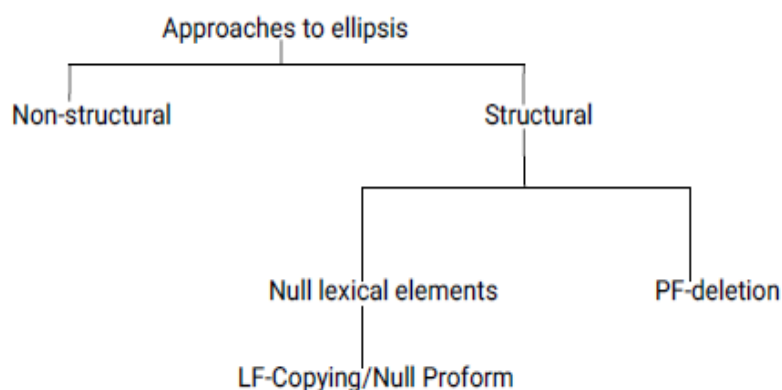 Approaches to ellipsis
Non-structural
Structural
Null lexical elements
PF-deletion
LF-Copying/Null Proform